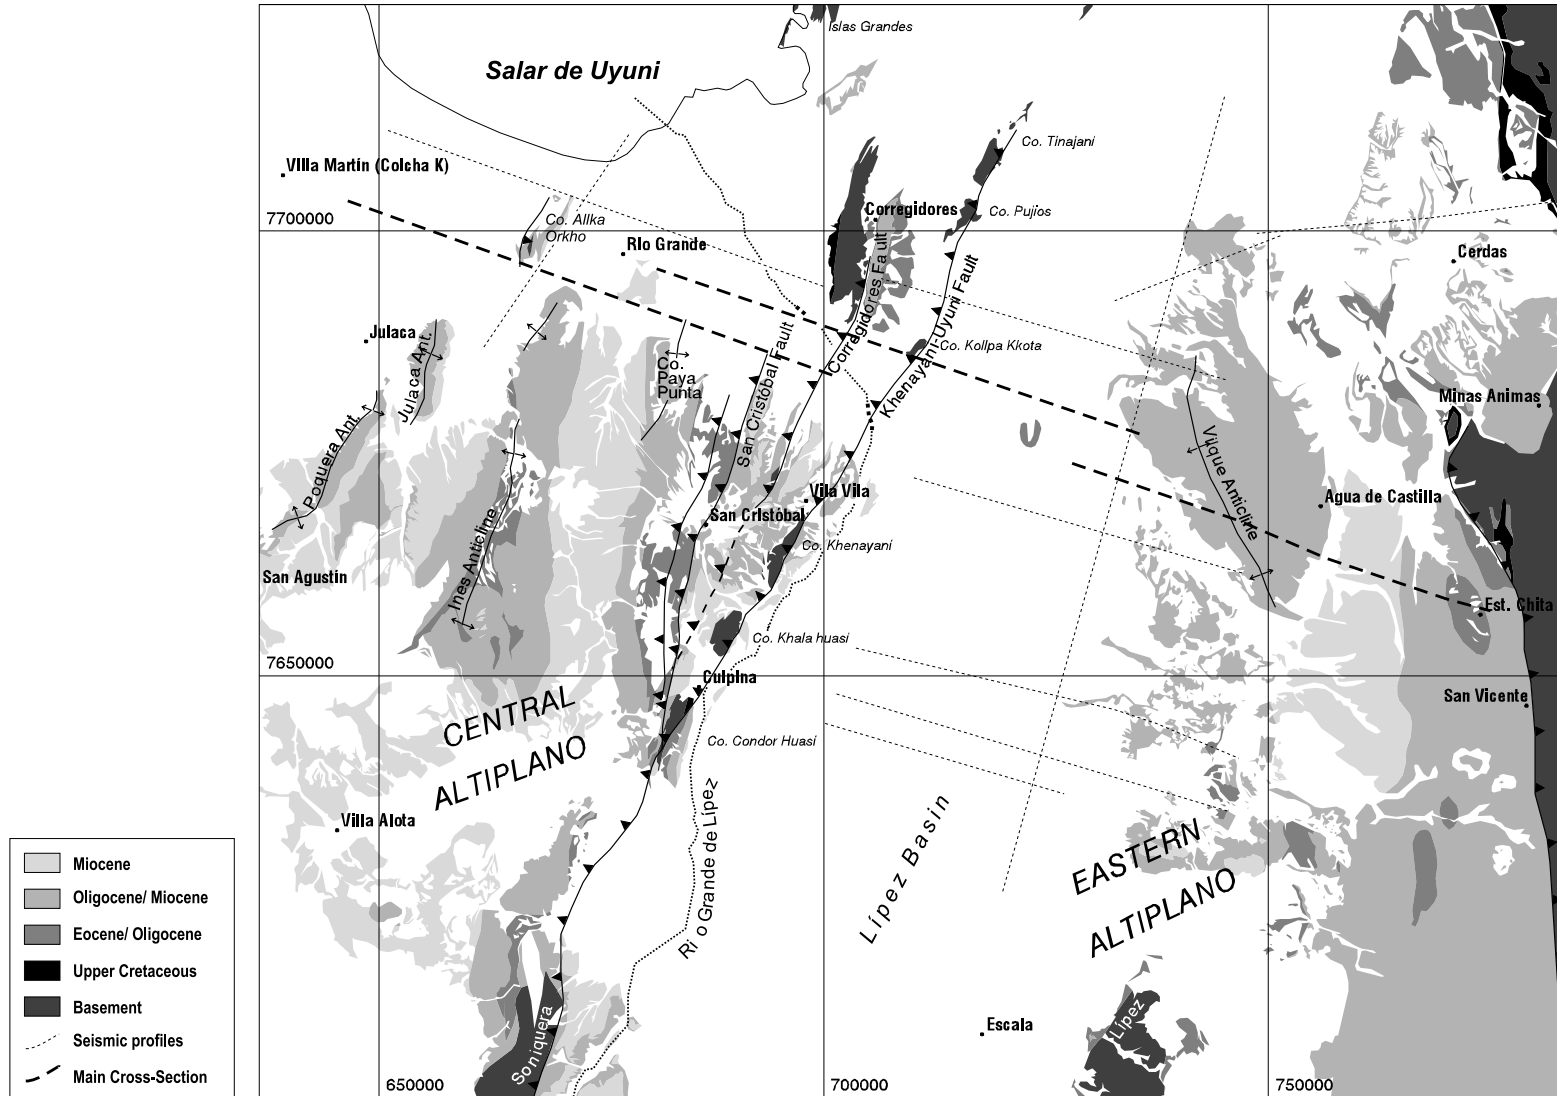 Islas Grandes
Salar de Uyuni
Co. Tinajani
VIlla Martin (Colcha K)
7700000
Co. Allka
Orkho
RIo Grande
Corregidores
Co. Pujios
Cerdas
Julaca
Julaca Ant.
Co.
Paya
Punta
San Cristóbal Fault
Corregidores Fault
Khenayani-Uyuni Fault
Co. Kollpa Kkota
Minas Animas
Poquera Ant.
Ines Anticline
Vilque Anticline
Vila Vila
Agua de Castilla
San Cristóbal
Co. Khenayani
San Agustin
Est. Chita
Co. Khala huasi
7650000
Culpina
San Vicente
CENTRAL
ALTIPLANO
Co. Condor Huasi
Villa Alota
Ri o Grande de Lipez
Lípez Basin
EASTERN
ALTIPLANO
Miocene
Oligocene/ Miocene
Eocene/ Oligocene
Upper Cretaceous
Basement
Seismic profiles
Main Cross-Section
Soniquera
Escala
Lípez
650000
700000
750000